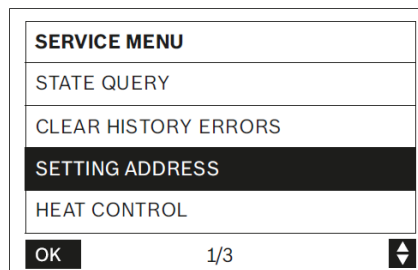 SERVICE MENU
STATE QUERY
CLEAR HISTORY ERRORS
SETTING ADDRESS
HEAT CONTROL
OK 1/3